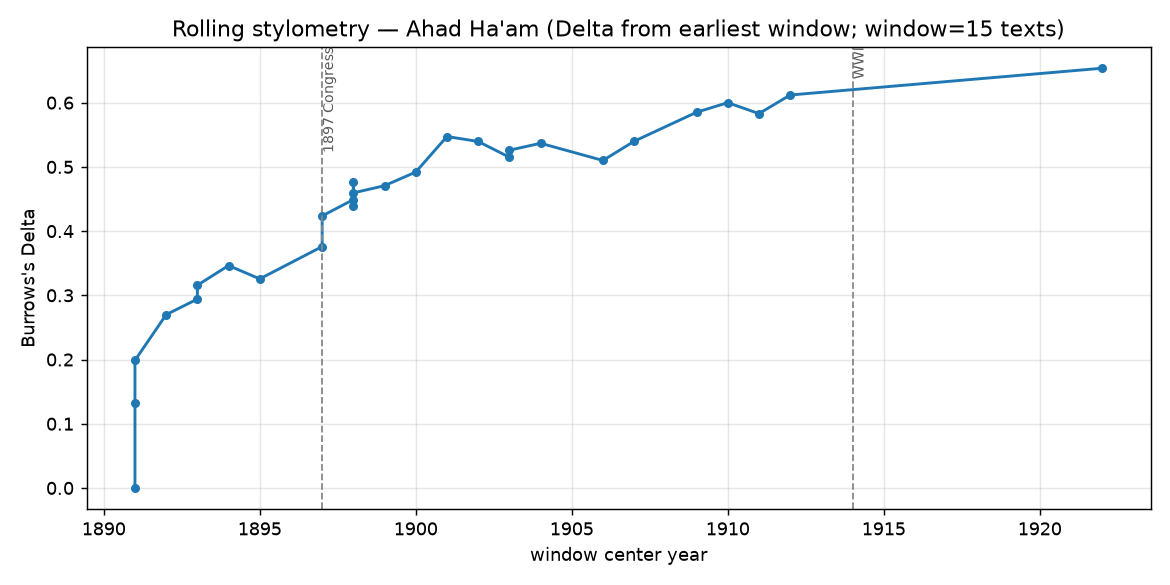 Rolling stylometry — Ahad Ha'am (Delta from earliest window; window=15 texts)
1897 Congress
WWI
Burrows's Delta
0.6
0.5
0.4
0.3
0.2
0.1
0.0
1890 1895 1900 1905 1910 1915 1920
window center year